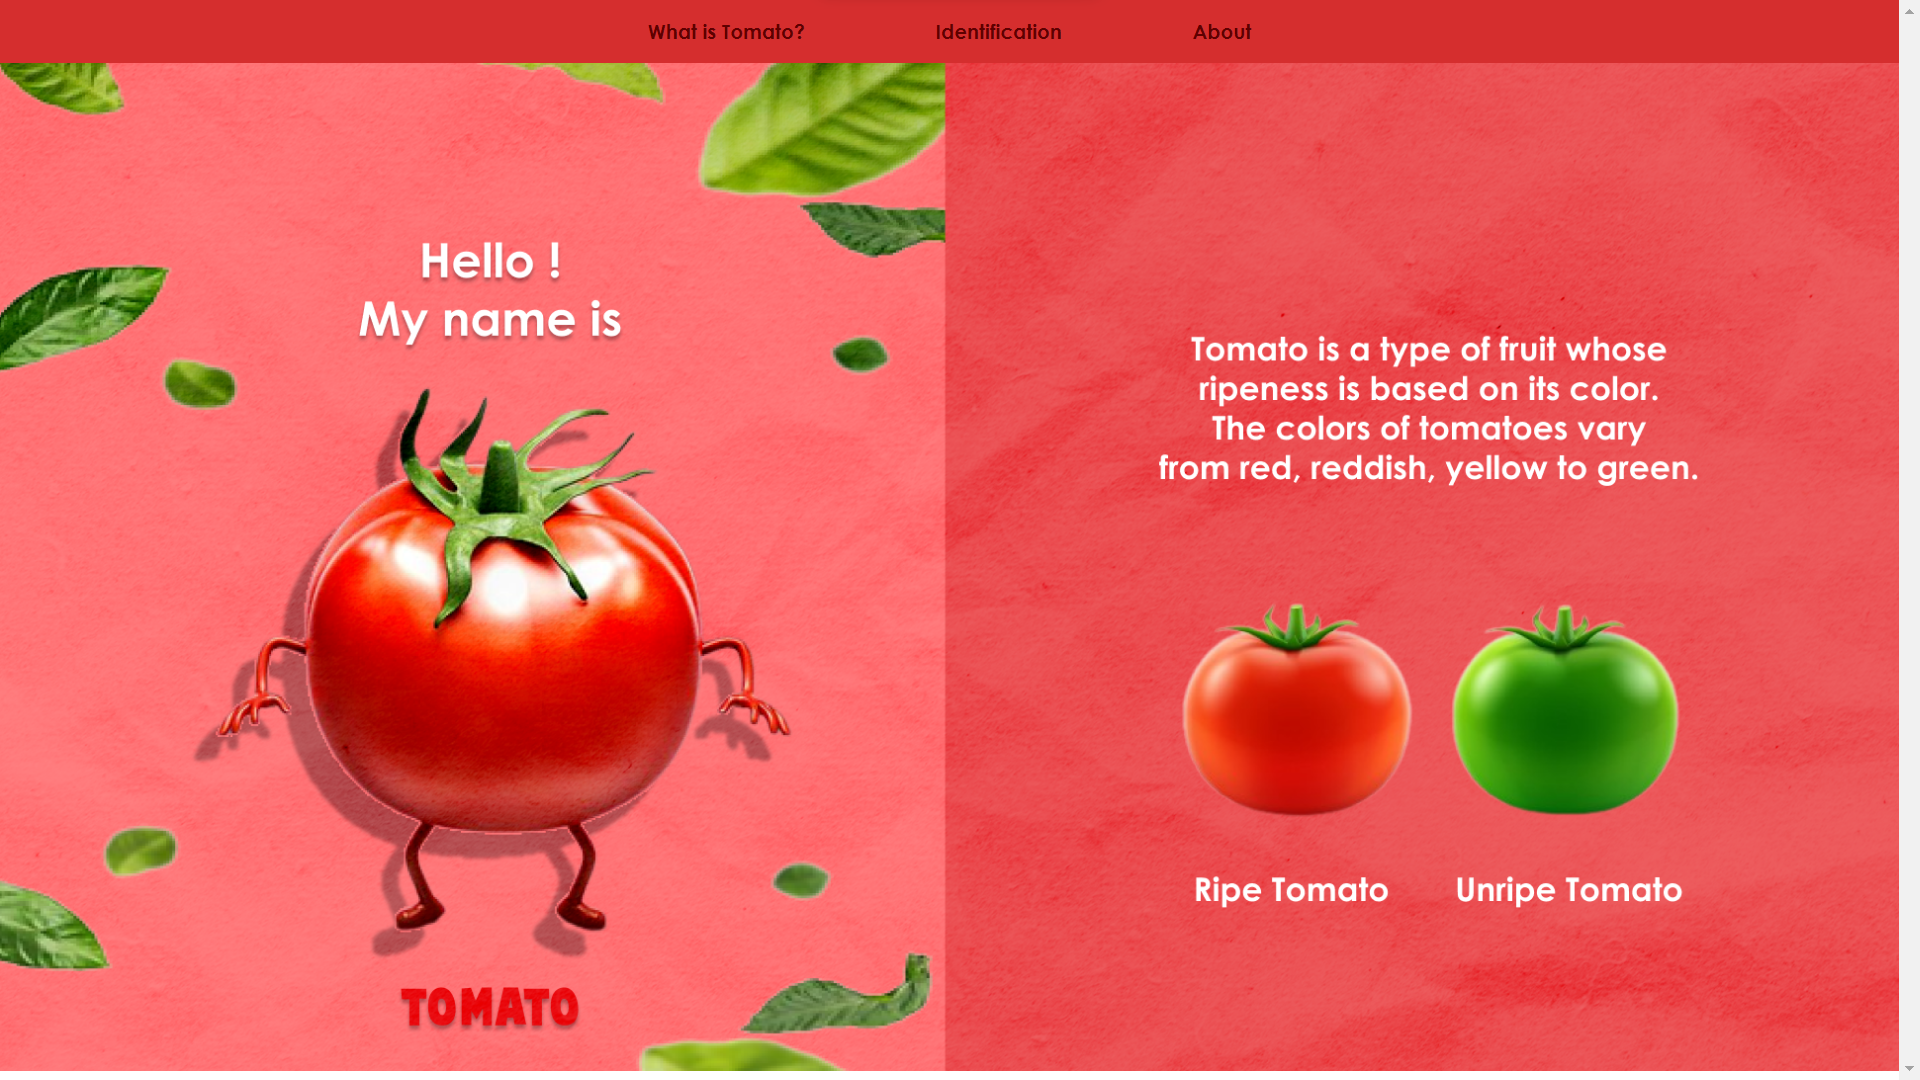 What is Tomato?
Identification
About
Hello !
My name is
TOMATO
Tomato is a type of fruit whose
ripeness is based on its color.
The colors of tomatoes vary
from red, reddish, yellow to green.
Ripe Tomato
Unripe Tomato